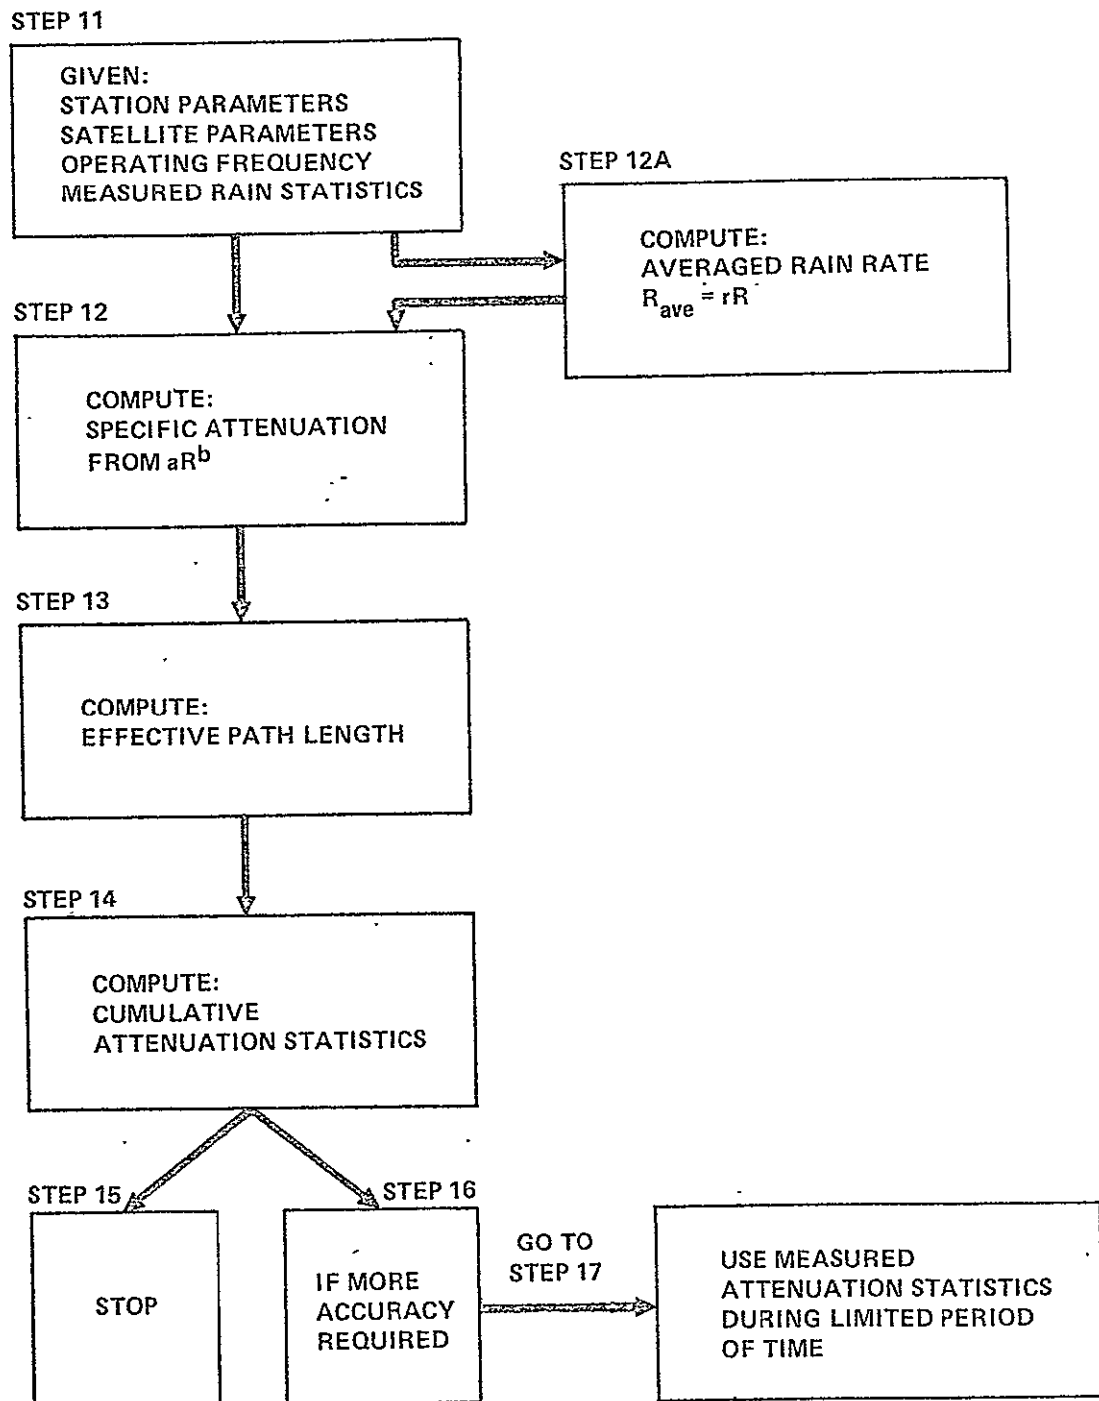 STEP 11
GIVEN:
STATION PARAMETERS
SATELLITE PARAMETERS
OPERATING FREQUENCY
MEASURED RAIN STATISTICS
STEP 12A
COMPUTE:
AVERAGED RAIN RATE
R_ave = rR
STEP 12
COMPUTE:
SPECIFIC ATTENUATION
FROM aR^b
STEP 13
COMPUTE:
EFFECTIVE PATH LENGTH
STEP 14
COMPUTE:
CUMULATIVE
ATTENUATION STATISTICS
STEP 15
STOP
STEP 16
IF MORE
ACCURACY
REQUIRED
GO TO
STEP 17
USE MEASURED
ATTENUATION STATISTICS
DURING LIMITED PERIOD
OF TIME